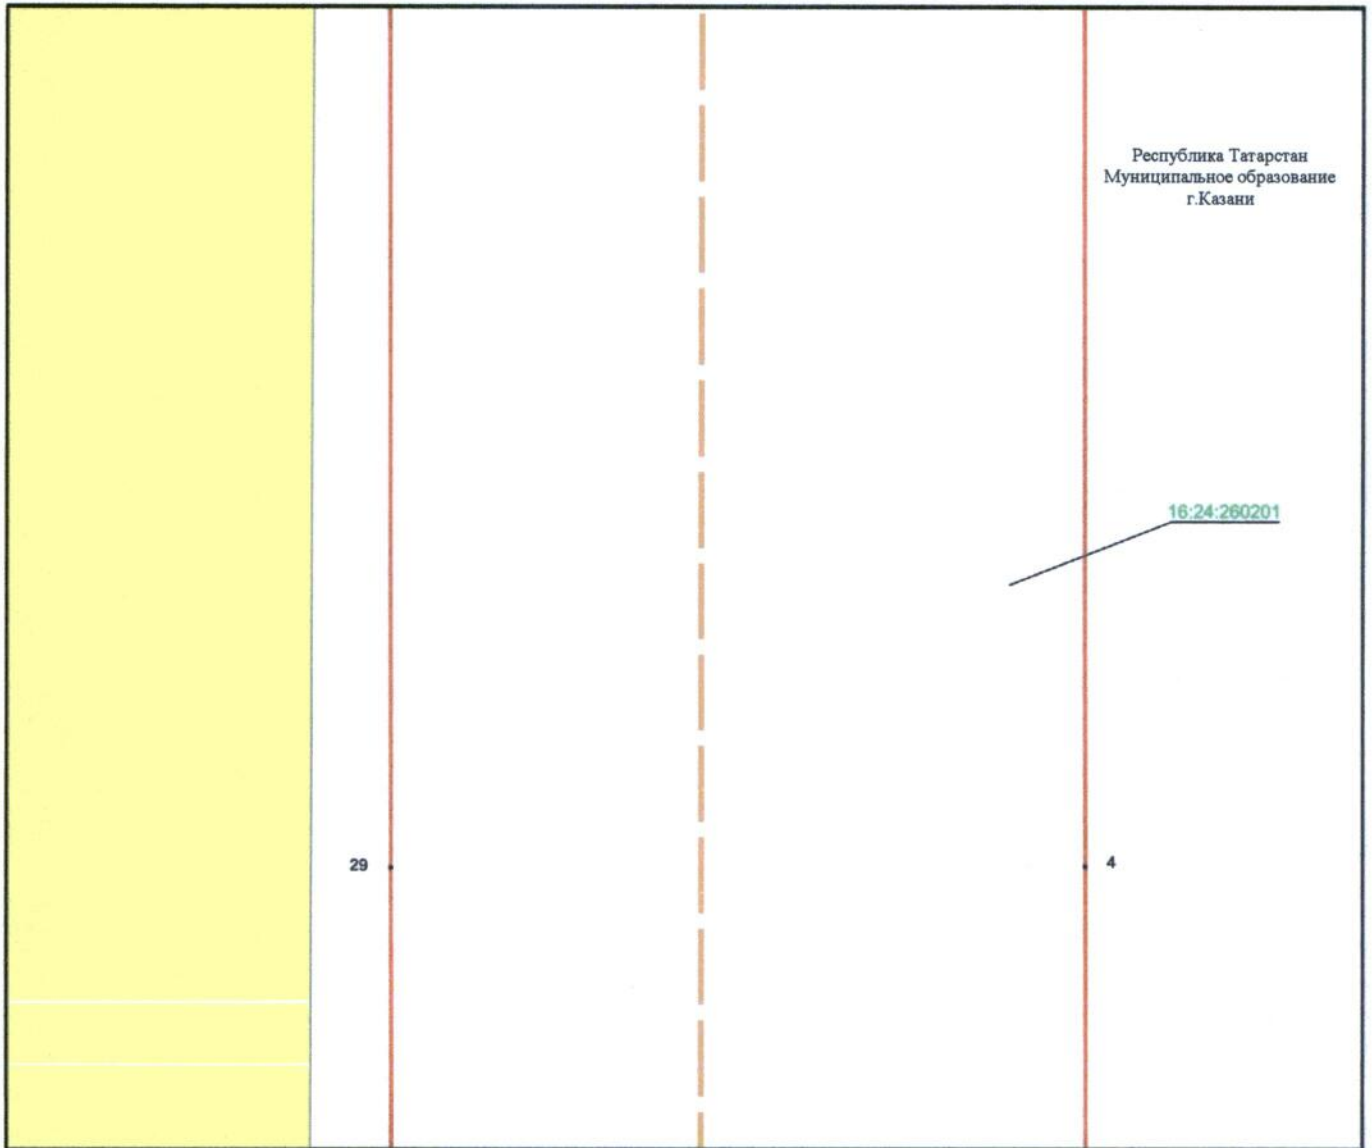 Республика Татарстан
Муниципальное образование
г.Казани
16:24:260201
29
4